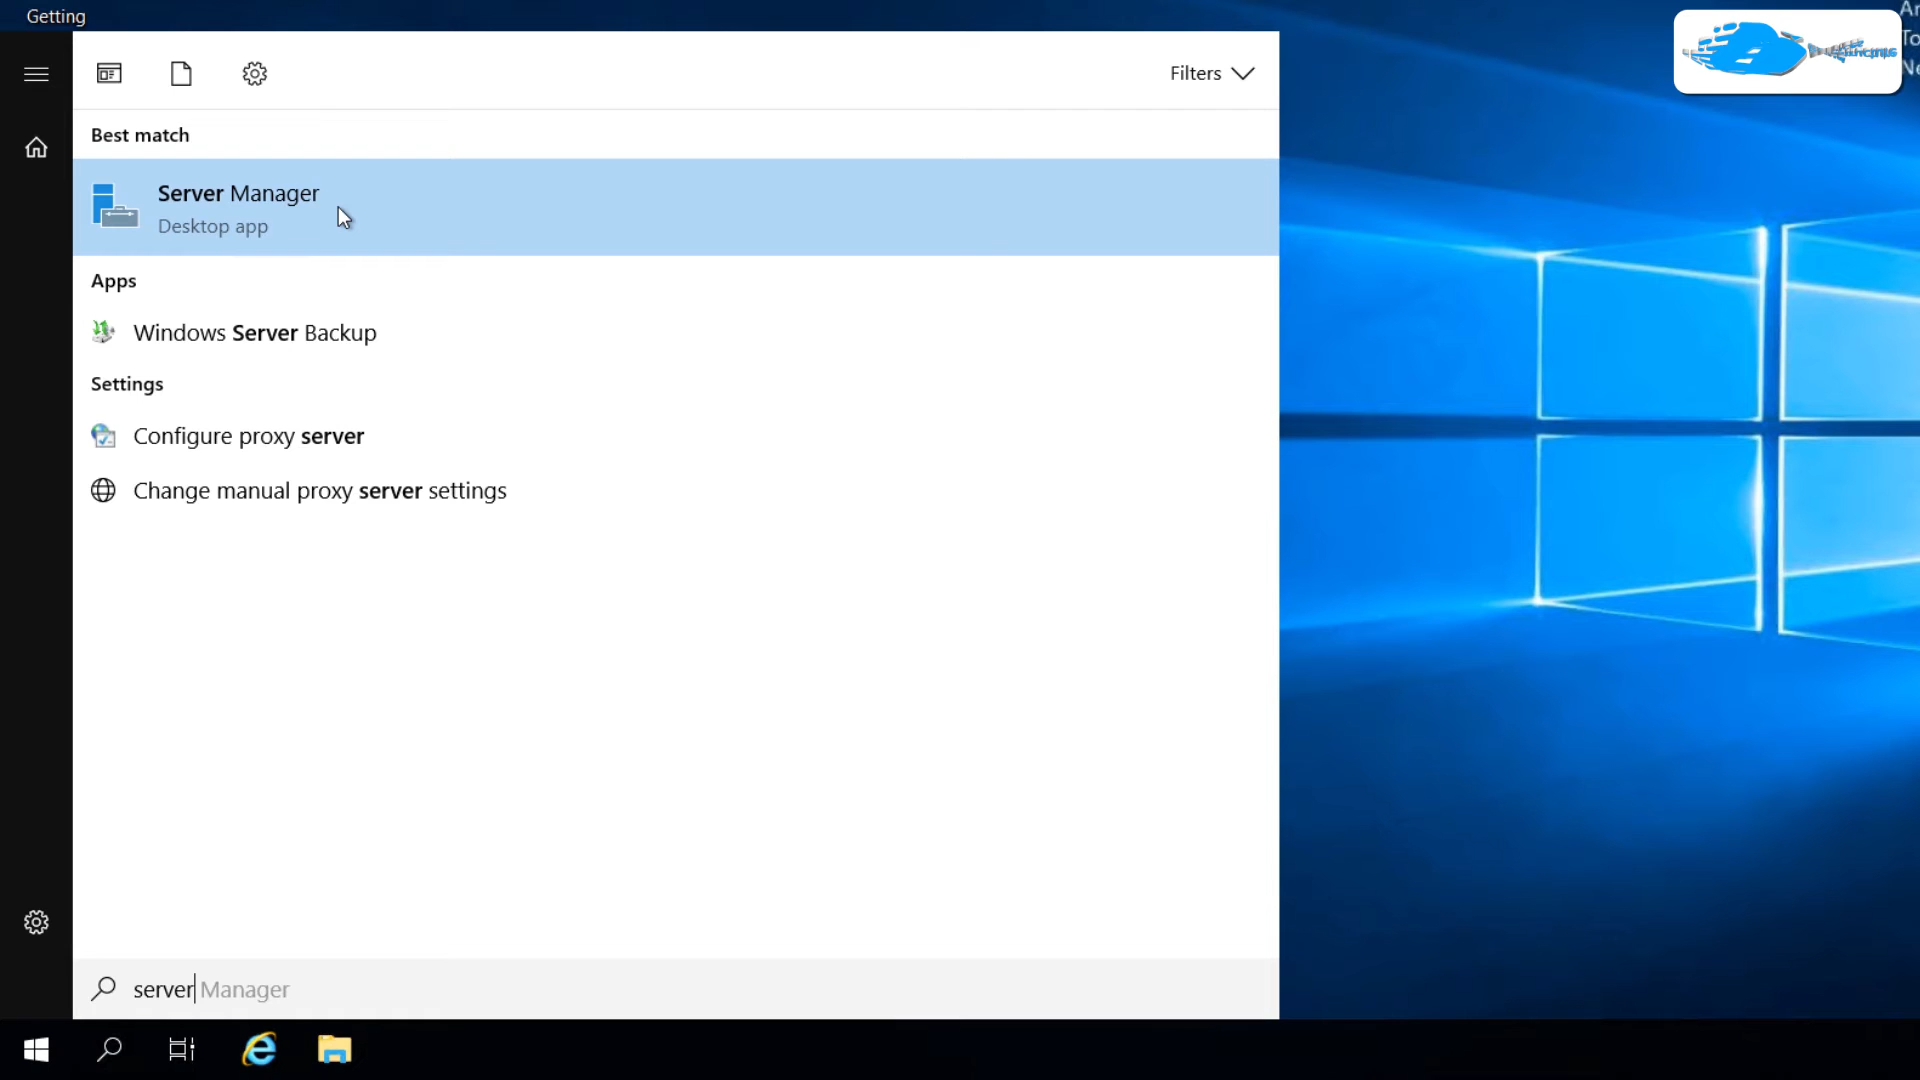 Getting
Filters
Best match
Server Manager
Desktop app
Apps
Windows Server Backup
Settings
Configure proxy server
Change manual proxy server settings
server Manager